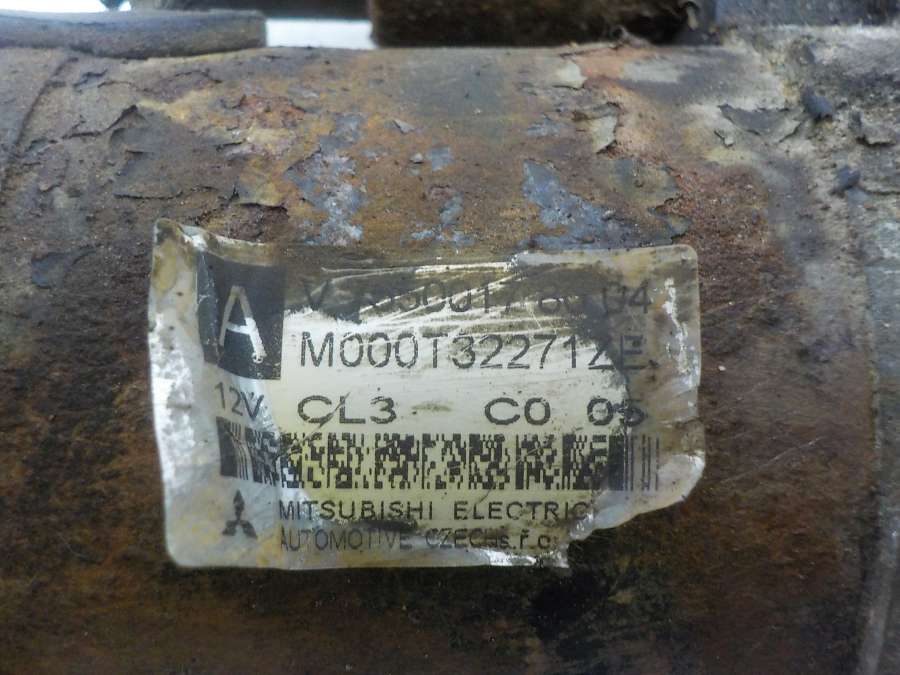 A
M000T32271ZE
12V CL3 C0 05
MITSUBISHI ELECTRIC
AUTOMOTIVE CZECH s.r.o.